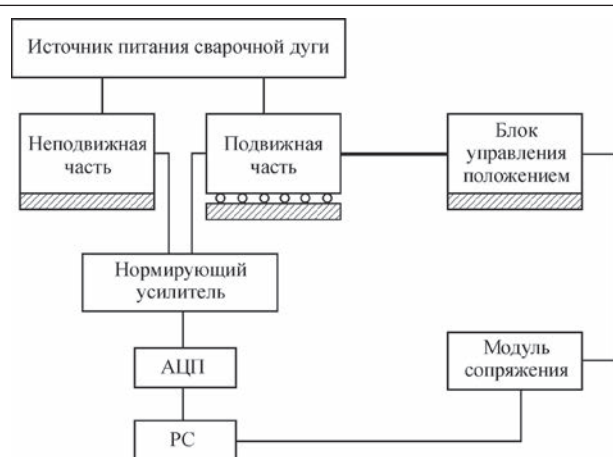 Источник питания сварочной дуги
Неподвижная
часть
Подвижная
часть
Блок
управления
положением
Нормирующий
усилитель
АЦП
Модуль
сопряжения
PC